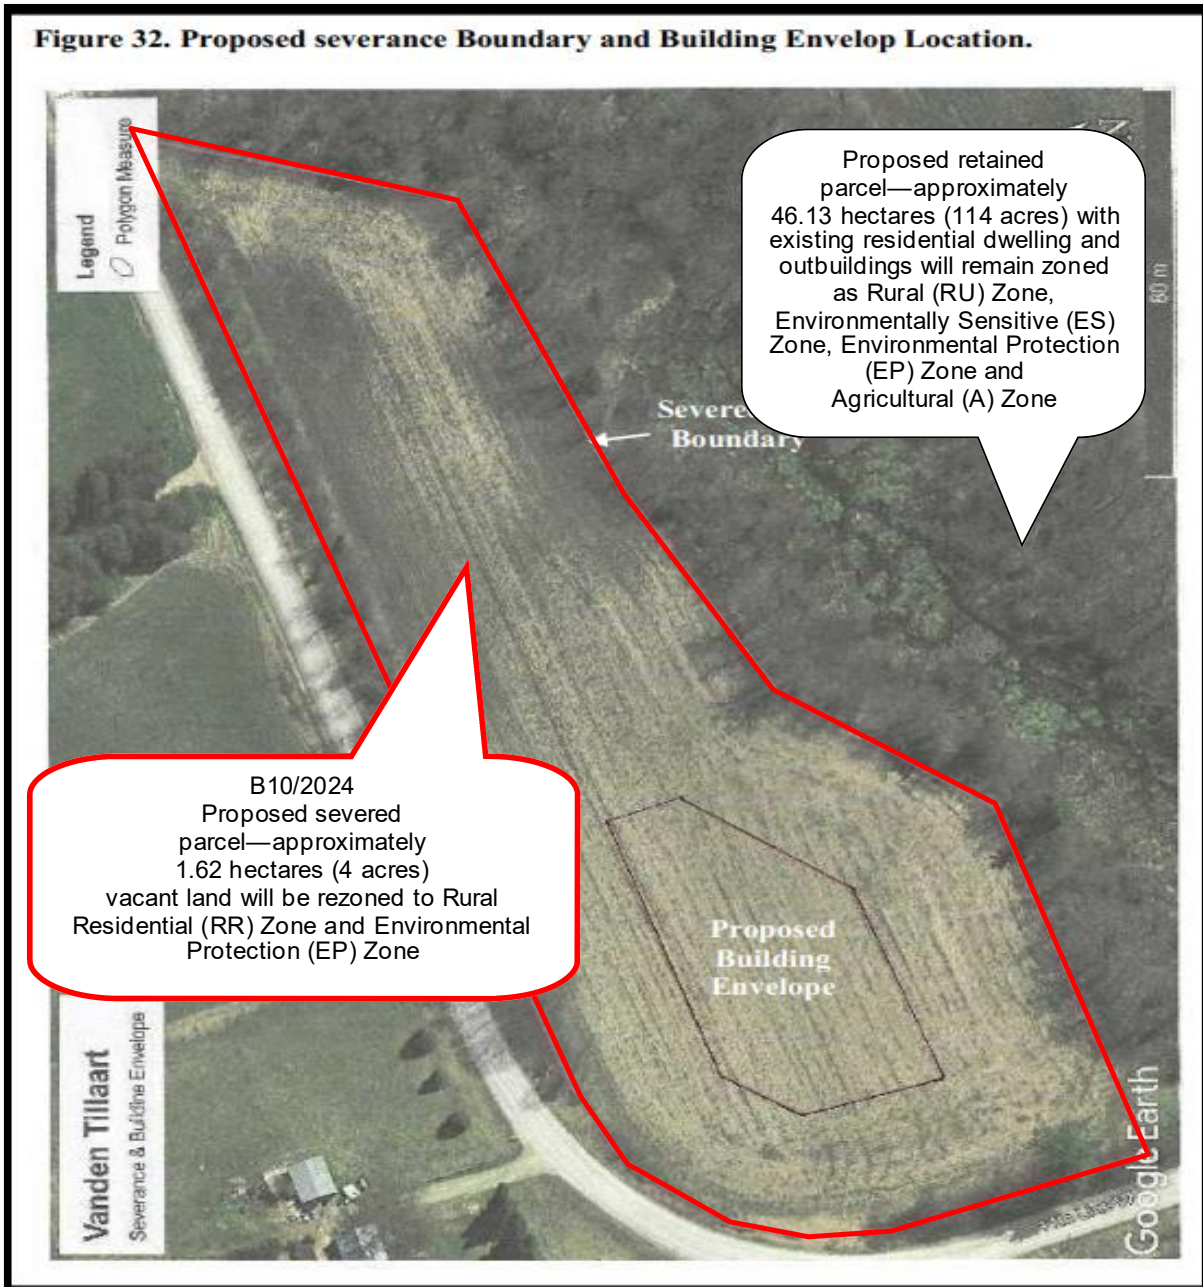 Figure 32. Proposed severance Boundary and Building Envelop Location.
Legend
Polygon Measure
N
80 m
Proposed retained
parcel—approximately
46.13 hectares (114 acres) with
existing residential dwelling and
outbuildings will remain zoned
as Rural (RU) Zone,
Environmentally Sensitive (ES)
Zone, Environmental Protection
(EP) Zone and
Agricultural (A) Zone
Boundary
B10/2024
Proposed severed
parcel—approximately
1.62 hectares (4 acres)
vacant land will be rezoned to Rural
Residential (RR) Zone and Environmental
Protection (EP) Zone
Proposed
Building
Envelope
Vanden Tillaart
Severance & Building Envelope
Google Earth